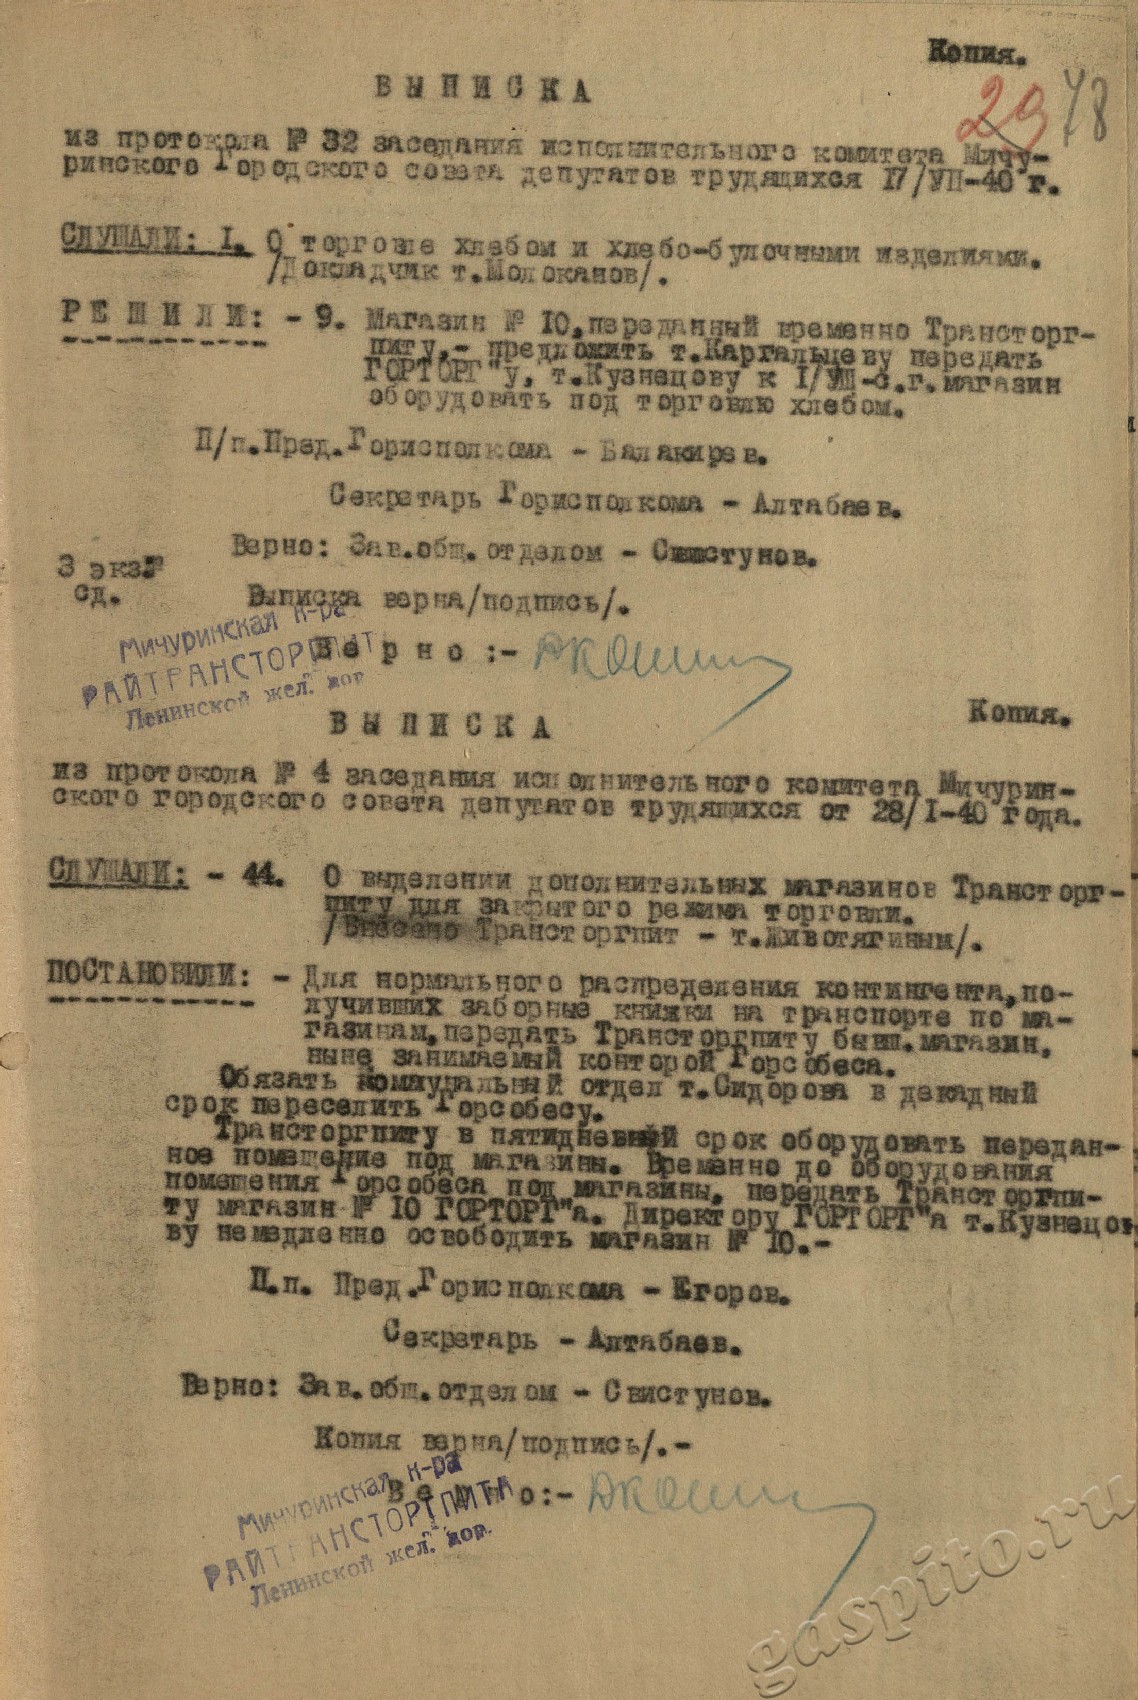 Копия.
29 78
ВЫПИСКА
из протокола № 32 заседания исполнительного комитета Мичу-
ринского Городского совета депутатов трудящихся 17/УП-40 г.
СЛУШАЛИ: I. О торговле хлебом и хлебо-булочными изделиями.
/Докладчик т.Молоканов/.
РЕШИЛИ: - 9. Магазин № 10, переданный временно Трансторг-
питу,- предложить т.Каргальцеву передать
ГОРТОРГ"у, т.Кузнецову к I/УШ-с.г. магазин
оборудовать под торговлю хлебом.
П/п.Пред.Горисполкома - Балакирев.
Секретарь Горисполкома - Алтабаев.
Верно: Зав.общ.отделом - Свистунов.
3 экз.
сд.
Выписка верна/подпись/.
Верно:-
Мичуринская к-ра
РАЙТРАНСТОРГПИТ
Ленинской жел. дор
Копия.
ВЫПИСКА
из протокола № 4 заседания исполнительного комитета Мичурин-
ского городского совета депутатов трудящихся от 28/I-40 года.
СЛУШАЛИ: - 44. О выделении дополнительных магазинов Трансторг-
питу для закрытого режима торговли.
/Внесено Трансторгпит - т.Животягиным/.
ПОСТАНОВИЛИ: - Для нормального распределения контингента, по-
лучивших заборные книжки на транспорте по ма-
газинам, передать Трансторгпиту бывш.магазин,
ныне занимаемый конторой Горсобеса.
Обязать Коммунальный отдел т.Сидорова в декадный
срок переселить Горсобесу.
Трансторгпиту в пятидневный срок оборудовать передан-
ное помещение под магазины. Временно до оборудования
помещения Горсобеса под магазины, передать Трансторгпи-
ту магазин № 10 ГОРТОРГ"а. Директору ГОРТОРГ"а т.Кузнецо-
ву немедленно освободить магазин № 10.-
П.п. Пред.Горисполкома - Егоров.
Секретарь - Алтабаев.
Верно: Зав.общ.отделом - Свистунов.
Копия верна/подпись/.-
Верно:-
Мичуринская к-ра
РАЙТРАНСТОРГПИТА
Ленинской жел. дор.
gaspito.ru